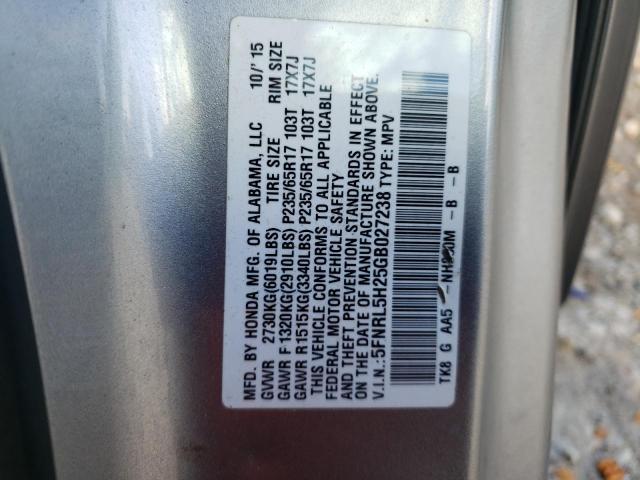 MFD. BY HONDA MFG. OF ALABAMA, LLC 10/'15
GVWR 2730KG(6019LBS) TIRE SIZE RIM SIZE
GAWR F 1320KG(2910LBS) P235/65R17 103T 17X7J
GAWR R 1515KG(3340LBS) P235/65R17 103T 17X7J
THIS VEHICLE CONFORMS TO ALL APPLICABLE
FEDERAL MOTOR VEHICLE SAFETY
AND THEFT PREVENTION STANDARDS IN EFFECT
ON THE DATE OF MANUFACTURE SHOWN ABOVE.
V.I.N.:5FNRL5H25GB027238 TYPE: MPV
TK8 G AA5 - B - B